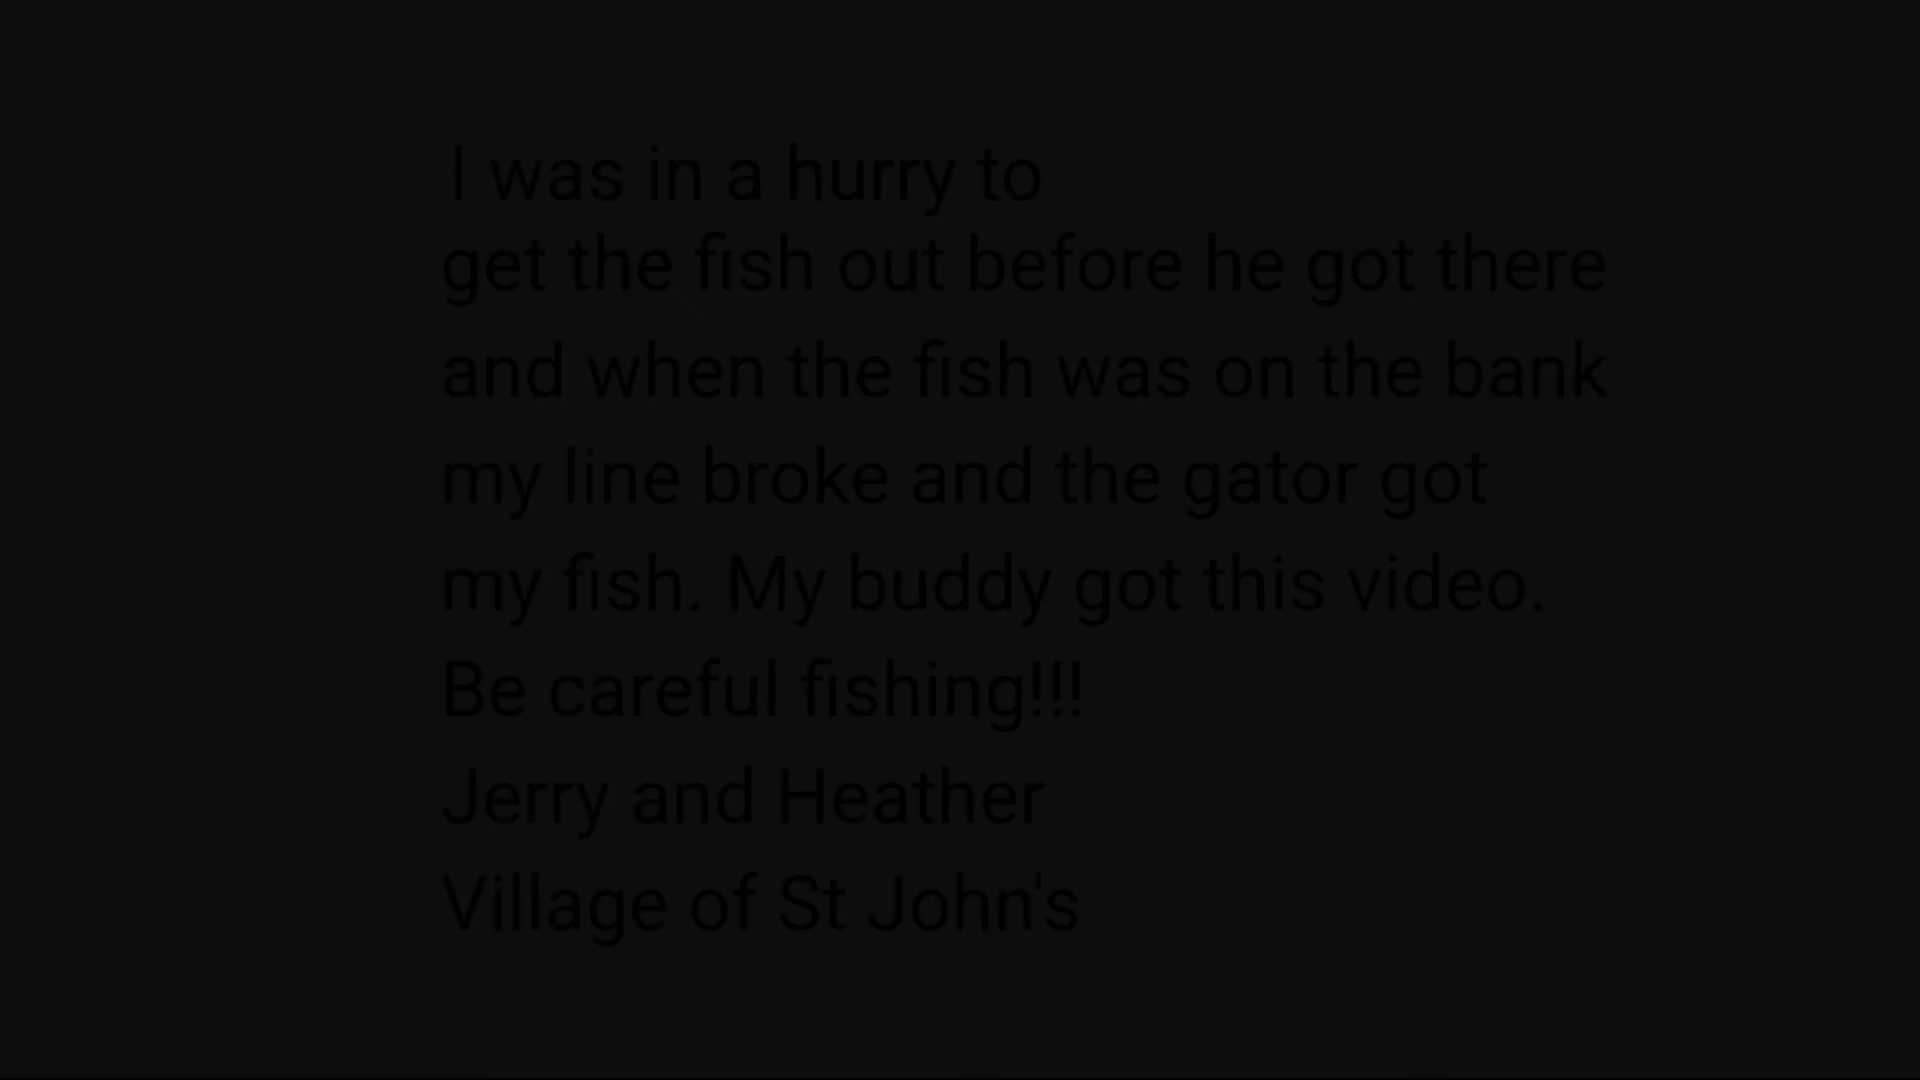 I was in a hurry to
get the fish out before he got there
and when the fish was on the bank
my line broke and the gator got
my fish. My buddy got this video.
Be careful fishing!!!
Jerry and Heather
Village of St John's